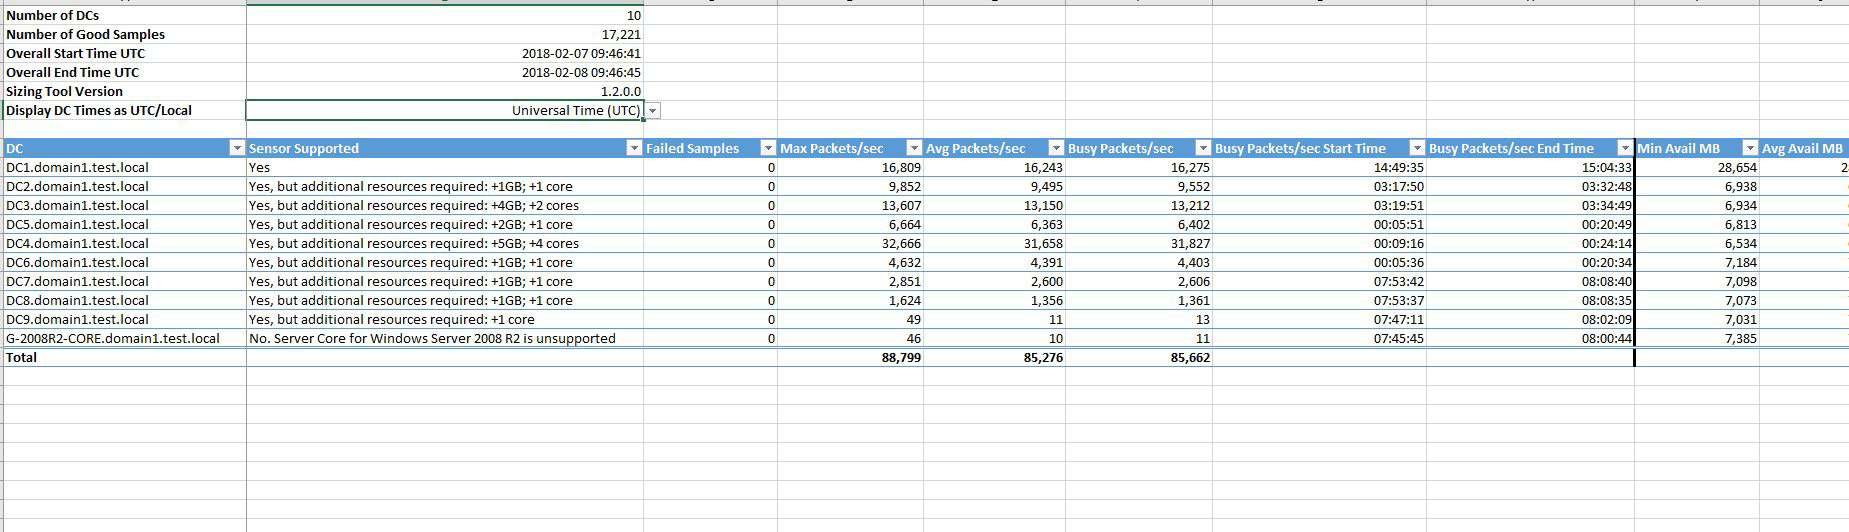 Number of DCs 10
Number of Good Samples 17,221
Overall Start Time UTC 2018-02-07 09:46:41
Overall End Time UTC 2018-02-08 09:46:45
Sizing Tool Version 1.2.0.0
Display DC Times as UTC/Local Universal Time (UTC)
DC Sensor Supported Failed Samples Max Packets/sec Avg Packets/sec Busy Packets/sec Busy Packets/sec Start Time Busy Packets/sec End Time Min Avail MB Avg Avail MB
DC1.domain1.test.local Yes 0 16,809 16,243 16,275 14:49:35 15:04:33 28,654
DC2.domain1.test.local Yes, but additional resources required: +1GB; +1 core 0 9,852 9,495 9,552 03:17:50 03:32:48 6,938
DC3.domain1.test.local Yes, but additional resources required: +4GB; +2 cores 0 13,607 13,150 13,212 03:19:51 03:34:49 6,934
DC5.domain1.test.local Yes, but additional resources required: +2GB; +1 core 0 6,664 6,363 6,402 00:05:51 00:20:49 6,813
DC4.domain1.test.local Yes, but additional resources required: +5GB; +4 cores 0 32,666 31,658 31,827 00:09:16 00:24:14 6,534
DC6.domain1.test.local Yes, but additional resources required: +1GB; +1 core 0 4,632 4,391 4,403 00:05:36 00:20:34 7,184
DC7.domain1.test.local Yes, but additional resources required: +1GB; +1 core 0 2,851 2,600 2,606 07:53:42 08:08:40 7,098
DC8.domain1.test.local Yes, but additional resources required: +1GB; +1 core 0 1,624 1,356 1,361 07:53:37 08:08:35 7,073
DC9.domain1.test.local Yes, but additional resources required: +1 core 0 49 11 13 07:47:11 08:02:09 7,031
G-2008R2-CORE.domain1.test.local No. Server Core for Windows Server 2008 R2 is unsupported 0 46 10 11 07:45:45 08:00:44 7,385
Total 88,799 85,276 85,662